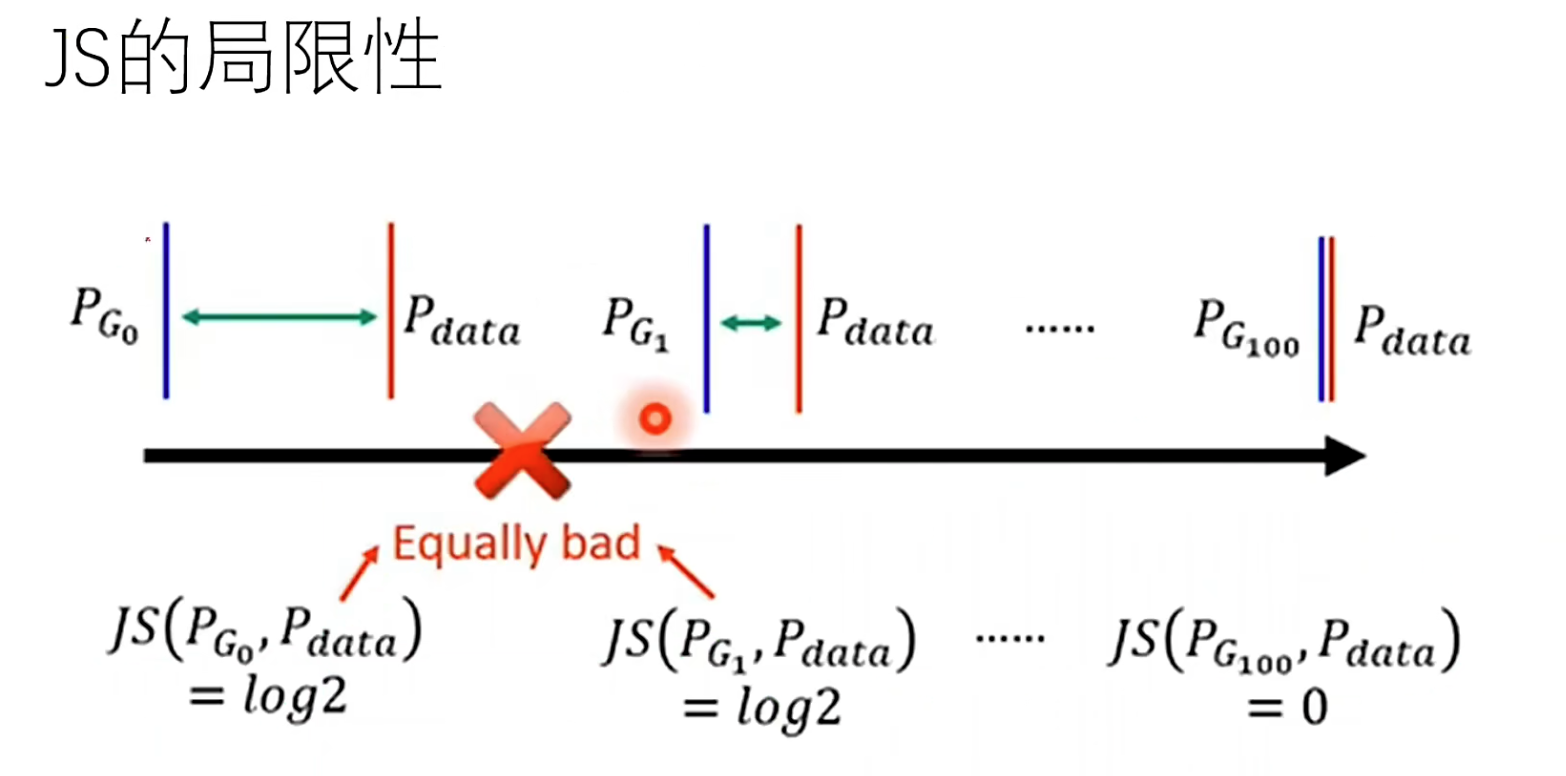 JS的局限性
P_{G_0} P_{data} P_{G_1} P_{data} ...... P_{G_{100}} P_{data}
Equally bad
JS(P_{G_0}, P_{data}) JS(P_{G_1}, P_{data}) ...... JS(P_{G_{100}}, P_{data})
= log2 = log2 = 0